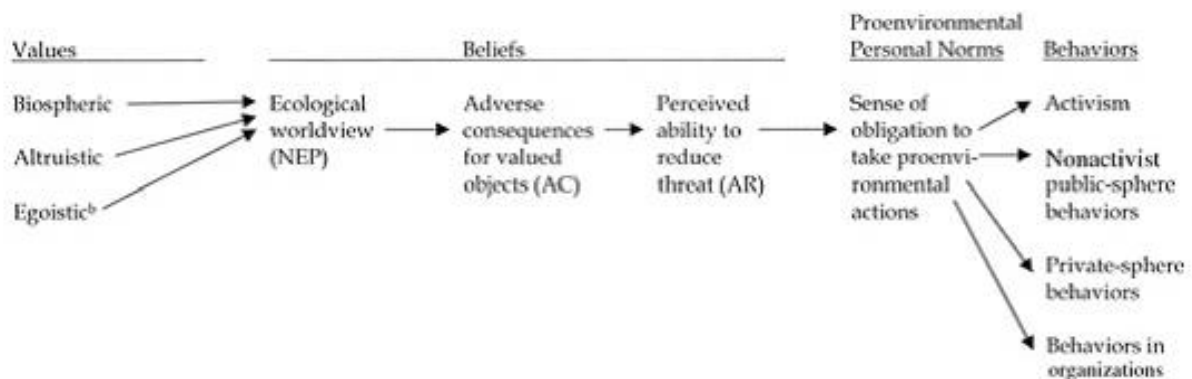 Values
Beliefs
Proenvironmental
Personal Norms
Behaviors
Biospheric
Altruistic
Egoisticᵇ
Ecological
worldview
(NEP)
Adverse
consequences
for valued
objects (AC)
Perceived
ability to
reduce
threat (AR)
Sense of
obligation to
take proenvi-
ronmental
actions
Activism
Nonactivist
public-sphere
behaviors
Private-sphere
behaviors
Behaviors in
organizations